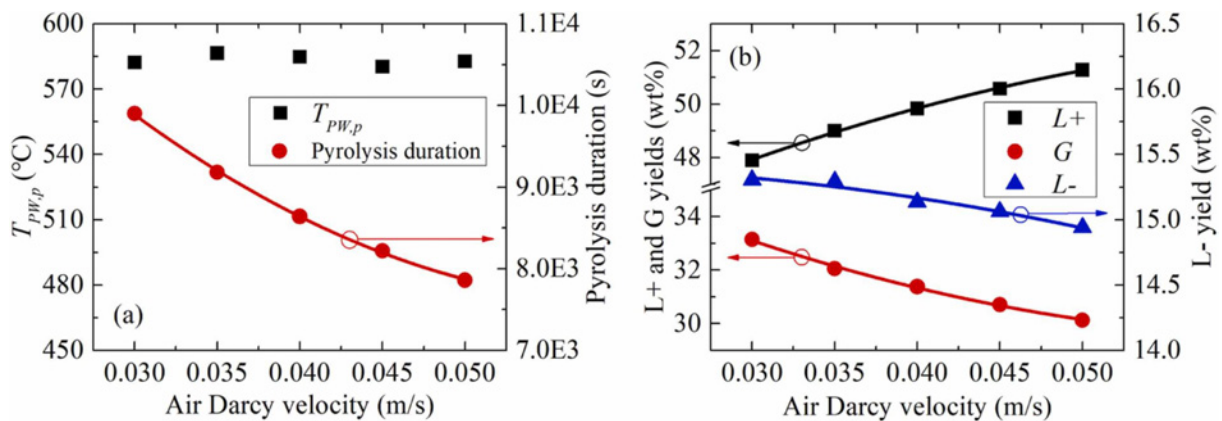 600
570
540
510
480
450
T_PW,p (°C)
T_PW,p
Pyrolysis duration
(a)
1.1E4
1.0E4
9.0E3
8.0E3
7.0E3
Pyrolysis duration (s)
0.030 0.035 0.040 0.045 0.050
Air Darcy velocity (m/s)
51
50
48
34
32
30
L+ and G yields (wt%)
(b)
L+
G
L-
16.5
16.0
15.5
15.0
14.5
14.0
L- yield (wt%)
0.030 0.035 0.040 0.045 0.050
Air Darcy velocity (m/s)